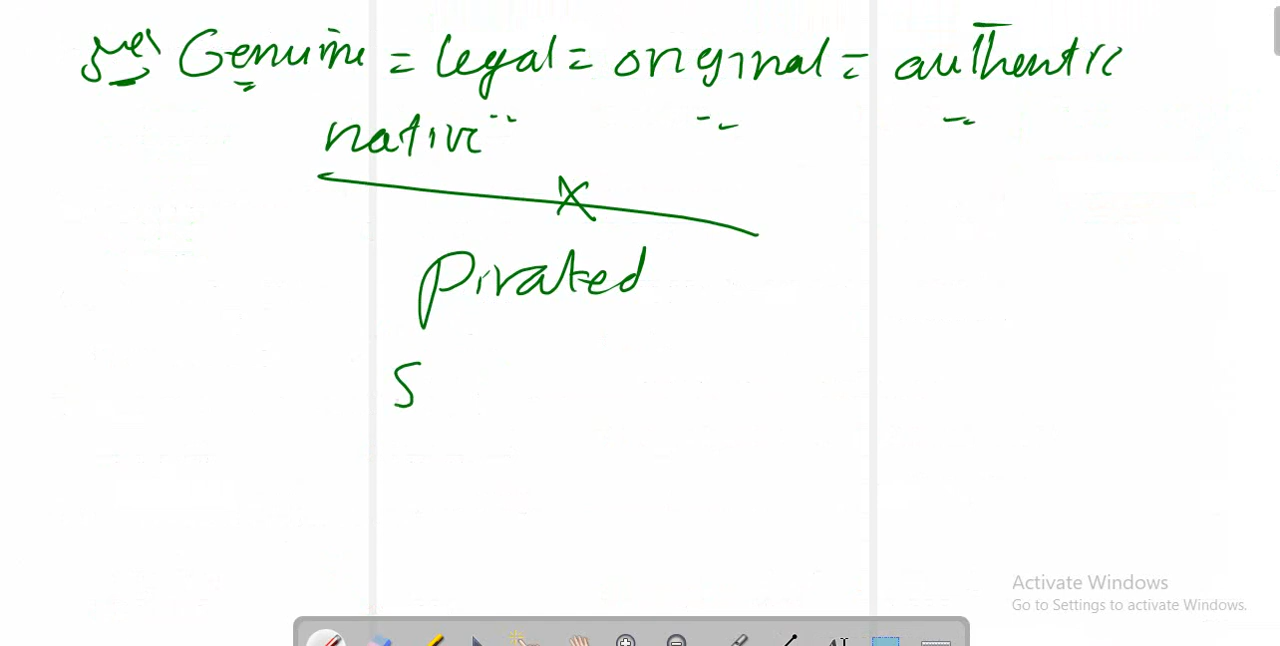 Genuine = legal = original = authentic
native
X
Pirated
S
Activate Windows
Go to Settings to activate Windows.